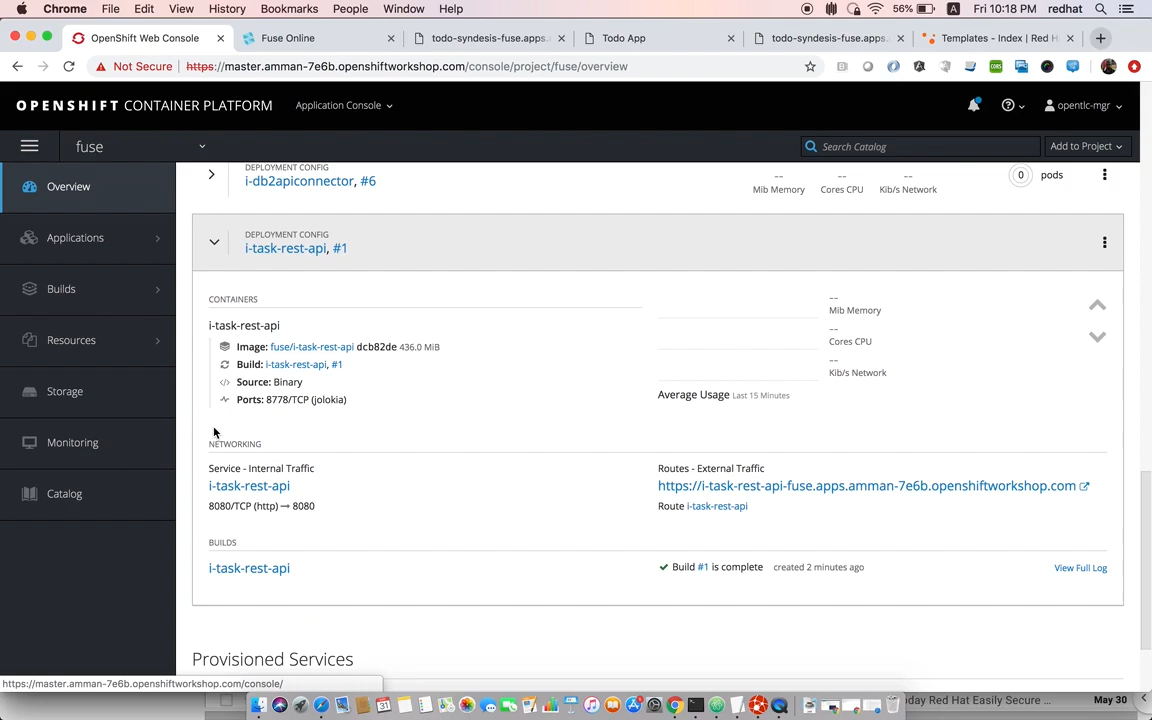 Chrome File Edit View History Bookmarks People Window Help 56% A Fri 10:18 PM redhat
OpenShift Web Console Fuse Online todo-syndesis-fuse.apps. Todo App todo-syndesis-fuse.apps. Templates - Index | Red H
Not Secure https://master.amman-7e6b.openshiftworkshop.com/console/project/fuse/overview
OPENSHIFT CONTAINER PLATFORM Application Console opentlc-mgr
fuse Search Catalog Add to Project
Overview
Applications
Builds
Resources
Storage
Monitoring
Catalog
DEPLOYMENT CONFIG
i-db2apiconnector, #6
-- -- --
Mib Memory Cores CPU Kib/s Network
0 pods
DEPLOYMENT CONFIG
i-task-rest-api, #1
CONTAINERS
i-task-rest-api
Image: fuse/i-task-rest-api dcb82de 436.0 MiB
Build: i-task-rest-api, #1
Source: Binary
Ports: 8778/TCP (jolokia)
--
Mib Memory
--
Cores CPU
--
Kib/s Network
Average Usage Last 15 Minutes
NETWORKING
Service - Internal Traffic
i-task-rest-api
8080/TCP (http) → 8080
Routes - External Traffic
https://i-task-rest-api-fuse.apps.amman-7e6b.openshiftworkshop.com
Route i-task-rest-api
BUILDS
i-task-rest-api
Build #1 is complete created 2 minutes ago View Full Log
Provisioned Services
https://master.amman-7e6b.openshiftworkshop.com/console/
oday Red Hat Easily Secure ... May 30